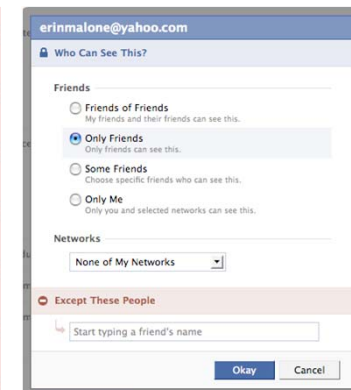 erinmalone@yahoo.com
Who Can See This?
Friends
Friends of Friends
My friends and their friends can see this.
Only Friends
Only friends can see this.
Some Friends
Choose specific friends who can see this.
Only Me
Only you and selected networks can see this.
Networks
None of My Networks
Except These People
Start typing a friend's name
Okay Cancel